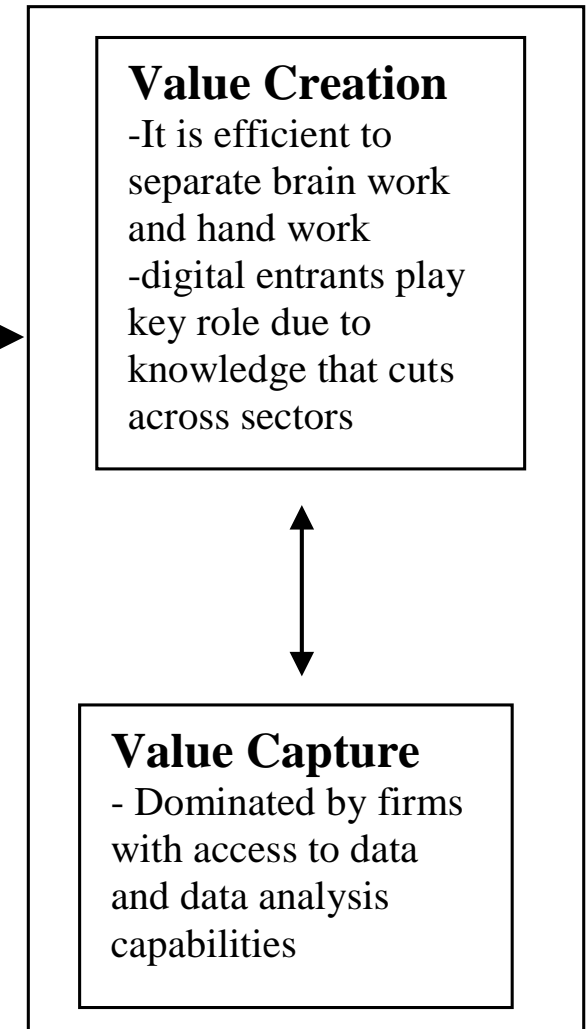 Value Creation
-It is efficient to
separate brain work
and hand work
-digital entrants play
key role due to
knowledge that cuts
across sectors
Value Capture
- Dominated by firms
with access to data
and data analysis
capabilities